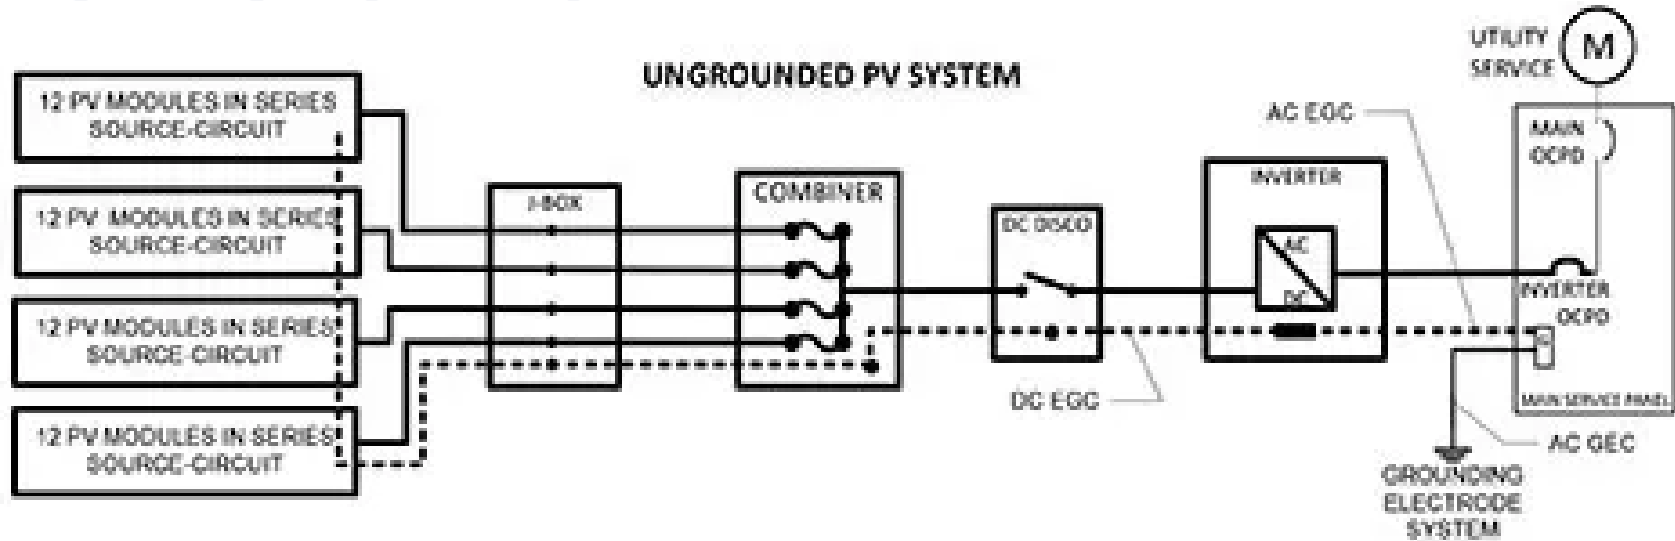 UNGROUNDED PV SYSTEM
12 PV MODULES IN SERIES
SOURCE-CIRCUIT
12 PV MODULES IN SERIES
SOURCE-CIRCUIT
12 PV MODULES IN SERIES
SOURCE-CIRCUIT
12 PV MODULES IN SERIES
SOURCE-CIRCUIT
J-BOX
COMBINER
DC DISCO
DC EGC
INVERTER
AC
DC
AC EGC
UTILITY
SERVICE
M
MAIN
OCPD
INVERTER
OCPD
MAIN SERVICE PANEL
AC GEC
GROUNDING
ELECTRODE
SYSTEM